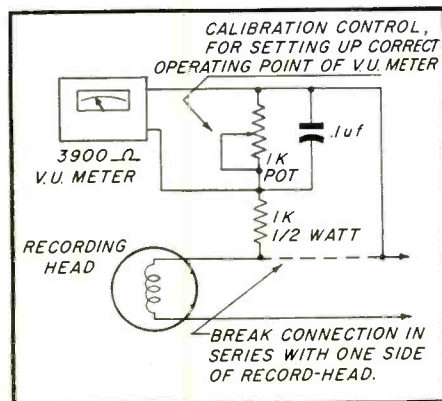 CALIBRATION CONTROL,
FOR SETTING UP CORRECT
OPERATING POINT OF V.U. METER
3900 Ω
V.U. METER
1K
POT
.1uf
1K
1/2 WATT
RECORDING
HEAD
BREAK CONNECTION IN
SERIES WITH ONE SIDE
OF RECORD-HEAD.